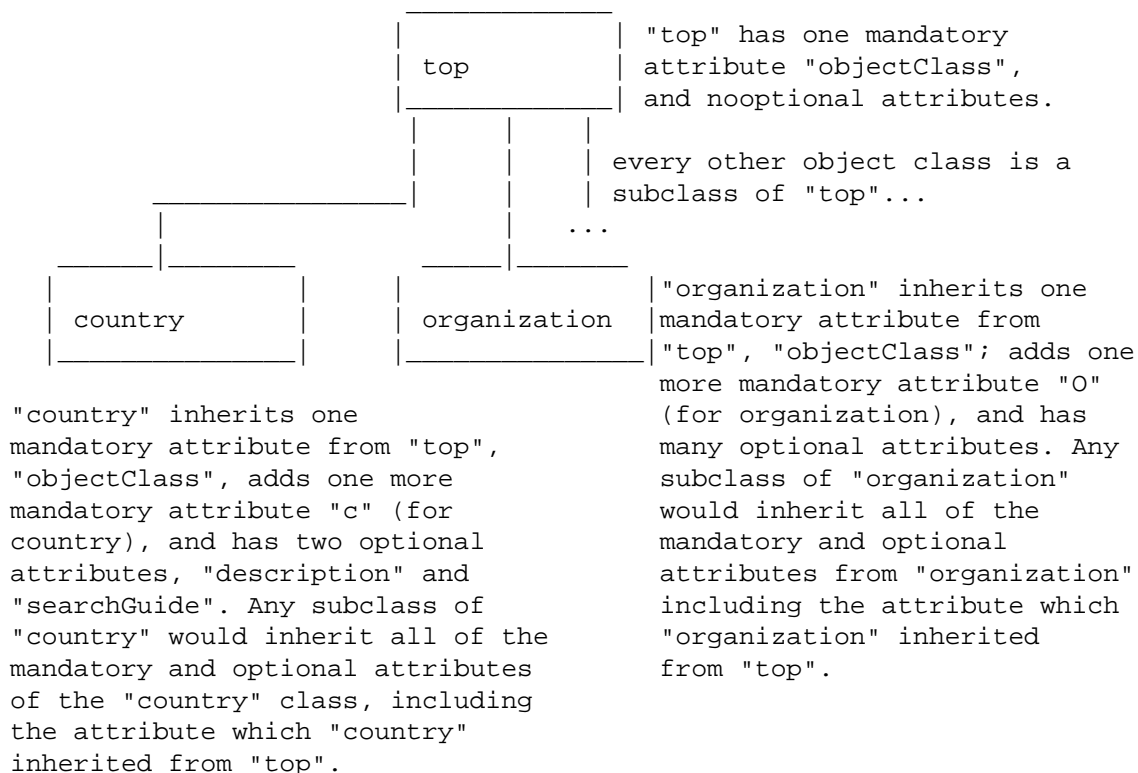 "top" has one mandatory
top
attribute "objectClass",
and nooptional attributes.
every other object class is a
subclass of "top"...
...
country
organization
"organization" inherits one
mandatory attribute from
"top", "objectClass"; adds one
more mandatory attribute "O"
(for organization), and has
many optional attributes. Any
subclass of "organization"
would inherit all of the
mandatory and optional
attributes from "organization"
including the attribute which
"organization" inherited
from "top".
"country" inherits one
mandatory attribute from "top",
"objectClass", adds one more
mandatory attribute "c" (for
country), and has two optional
attributes, "description" and
"searchGuide". Any subclass of
"country" would inherit all of the
mandatory and optional attributes
of the "country" class, including
the attribute which "country"
inherited from "top".